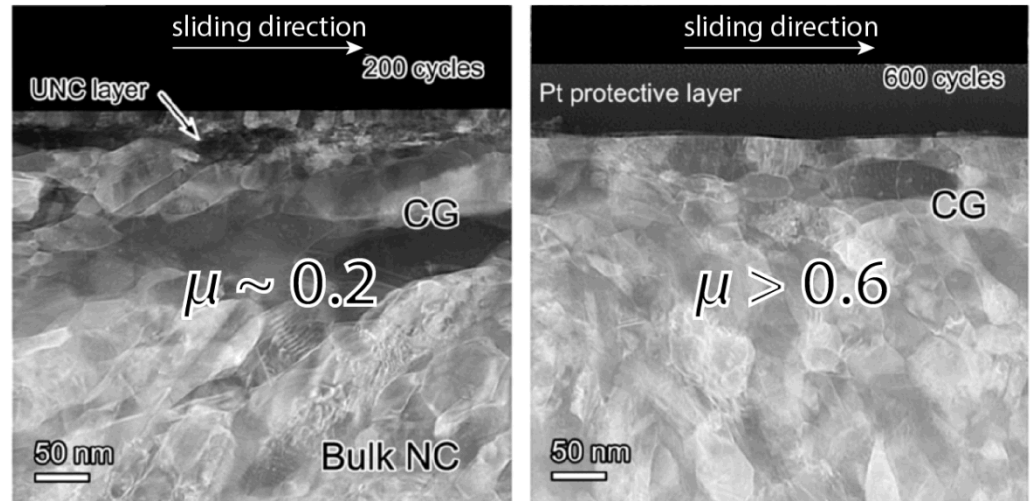 sliding direction
200 cycles
UNC layer
CG
μ ~ 0.2
Bulk NC
50 nm
sliding direction
600 cycles
Pt protective layer
CG
μ > 0.6
50 nm